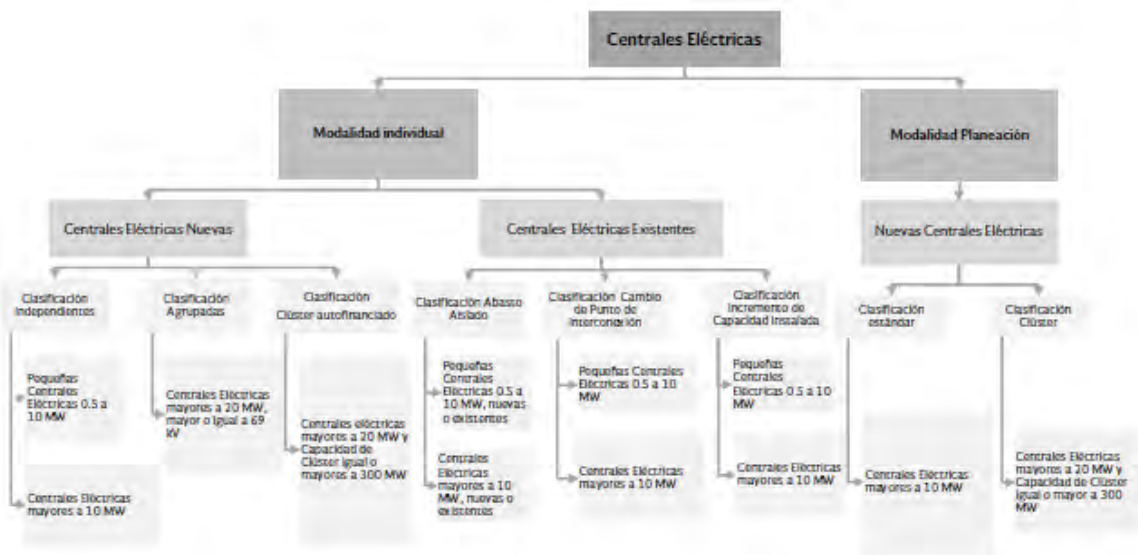 Centrales Eléctricas
Modalidad individual
Modalidad Planeación
Centrales Eléctricas Nuevas
Centrales Eléctricas Existentes
Nuevas Centrales Eléctricas
Clasificación
Independientes
Clasificación
Agrupadas
Clasificación
Clúster autofinanciado
Clasificación Abasto
Aislado
Clasificación Cambio
de Punto de
Interconexión
Clasificación
Incremento de
Capacidad Instalada
Clasificación
estándar
Clasificación
Clúster
Pequeñas
Centrales
Eléctricas 0.5 a
10 MW
Centrales Eléctricas
mayores a 10 MW
Centrales Eléctricas
mayores a 20 MW,
mayor o igual a 69
kV
Centrales eléctricas
mayores a 20 MW y
Capacidad de
Clúster igual o
mayores a 300 MW
Pequeñas
Centrales
Eléctricas 0.5 a
10 MW, nuevas
o existentes
Centrales
Eléctricas
mayores a 10
MW, nuevas o
existentes
Pequeñas Centrales
Eléctricas 0.5 a 10
MW
Centrales Eléctricas
mayores a 10 MW
Pequeñas
Centrales
Eléctricas 0.5 a 10
MW
Centrales Eléctricas
mayores a 10 MW
Centrales Eléctricas
mayores a 10 MW
Centrales Eléctricas
mayores a 20 MW y
Capacidad de Clúster
igual o mayor a 300
MW